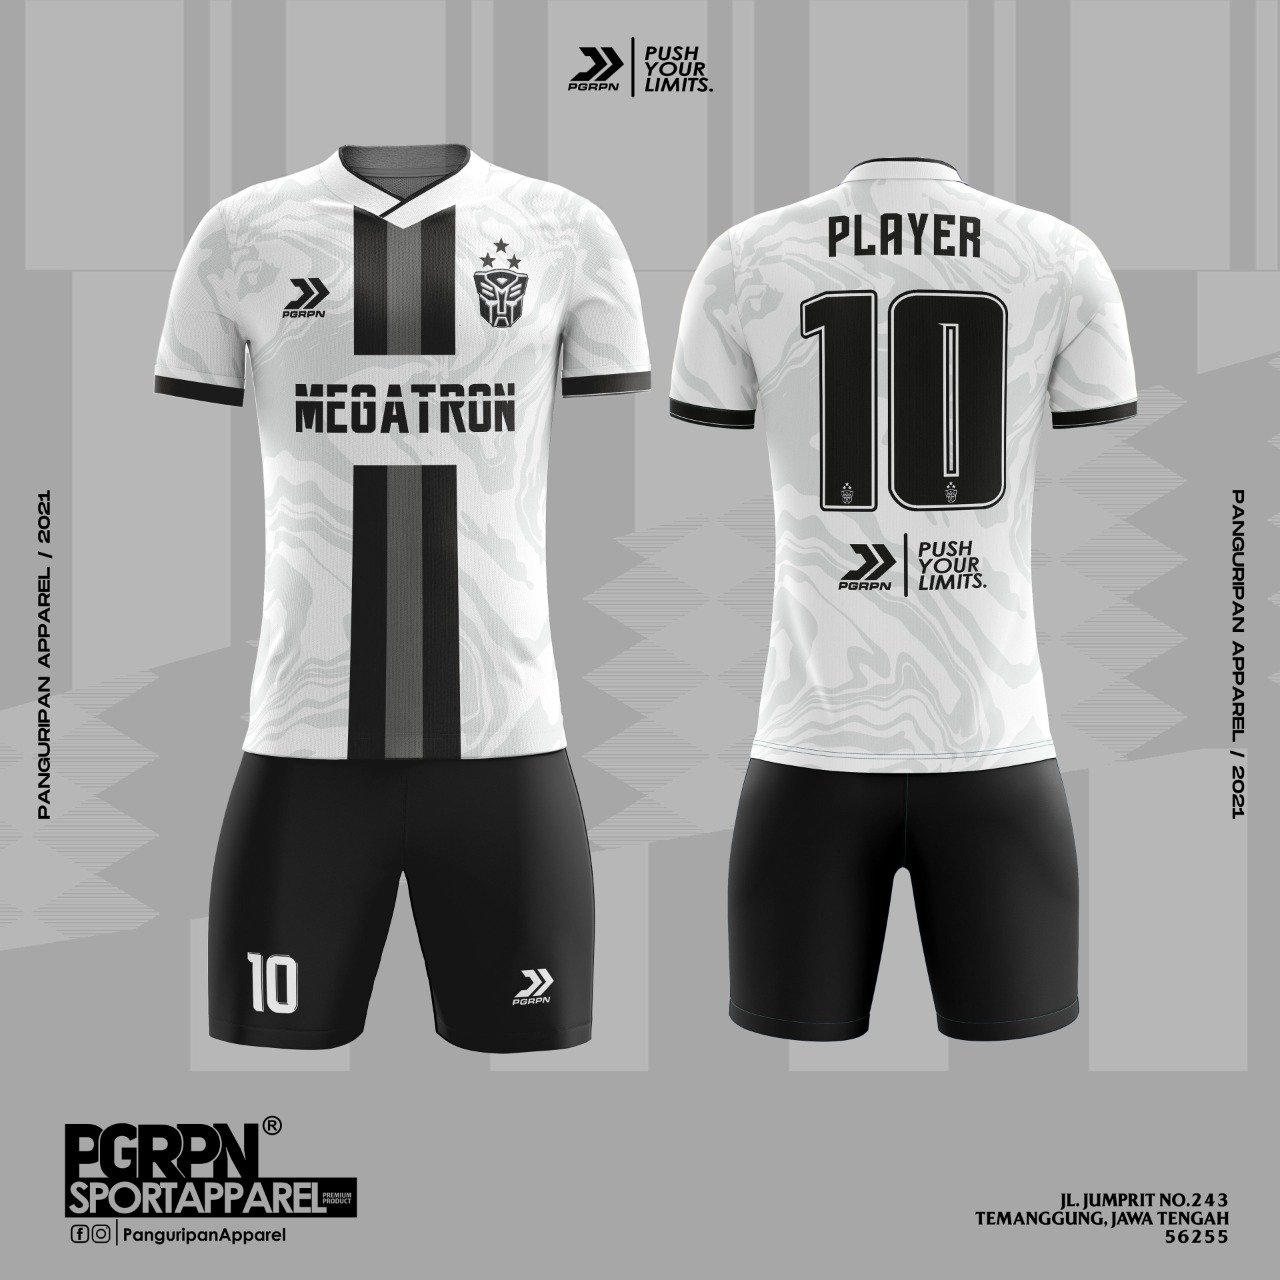 PGRPN
PUSH
YOUR
LIMITS.
PGRPN
MEGATRON
10
PGRPN
PLAYER
10
PGRPN
PUSH
YOUR
LIMITS.
PANGURIPAN APPAREL / 2021
PANGURIPAN APPAREL / 2021
PGRPN®
SPORTAPPAREL PREMIUM PRODUCT
PanguripanApparel
JL. JUMPRIT NO.243
TEMANGGUNG, JAWA TENGAH
56255